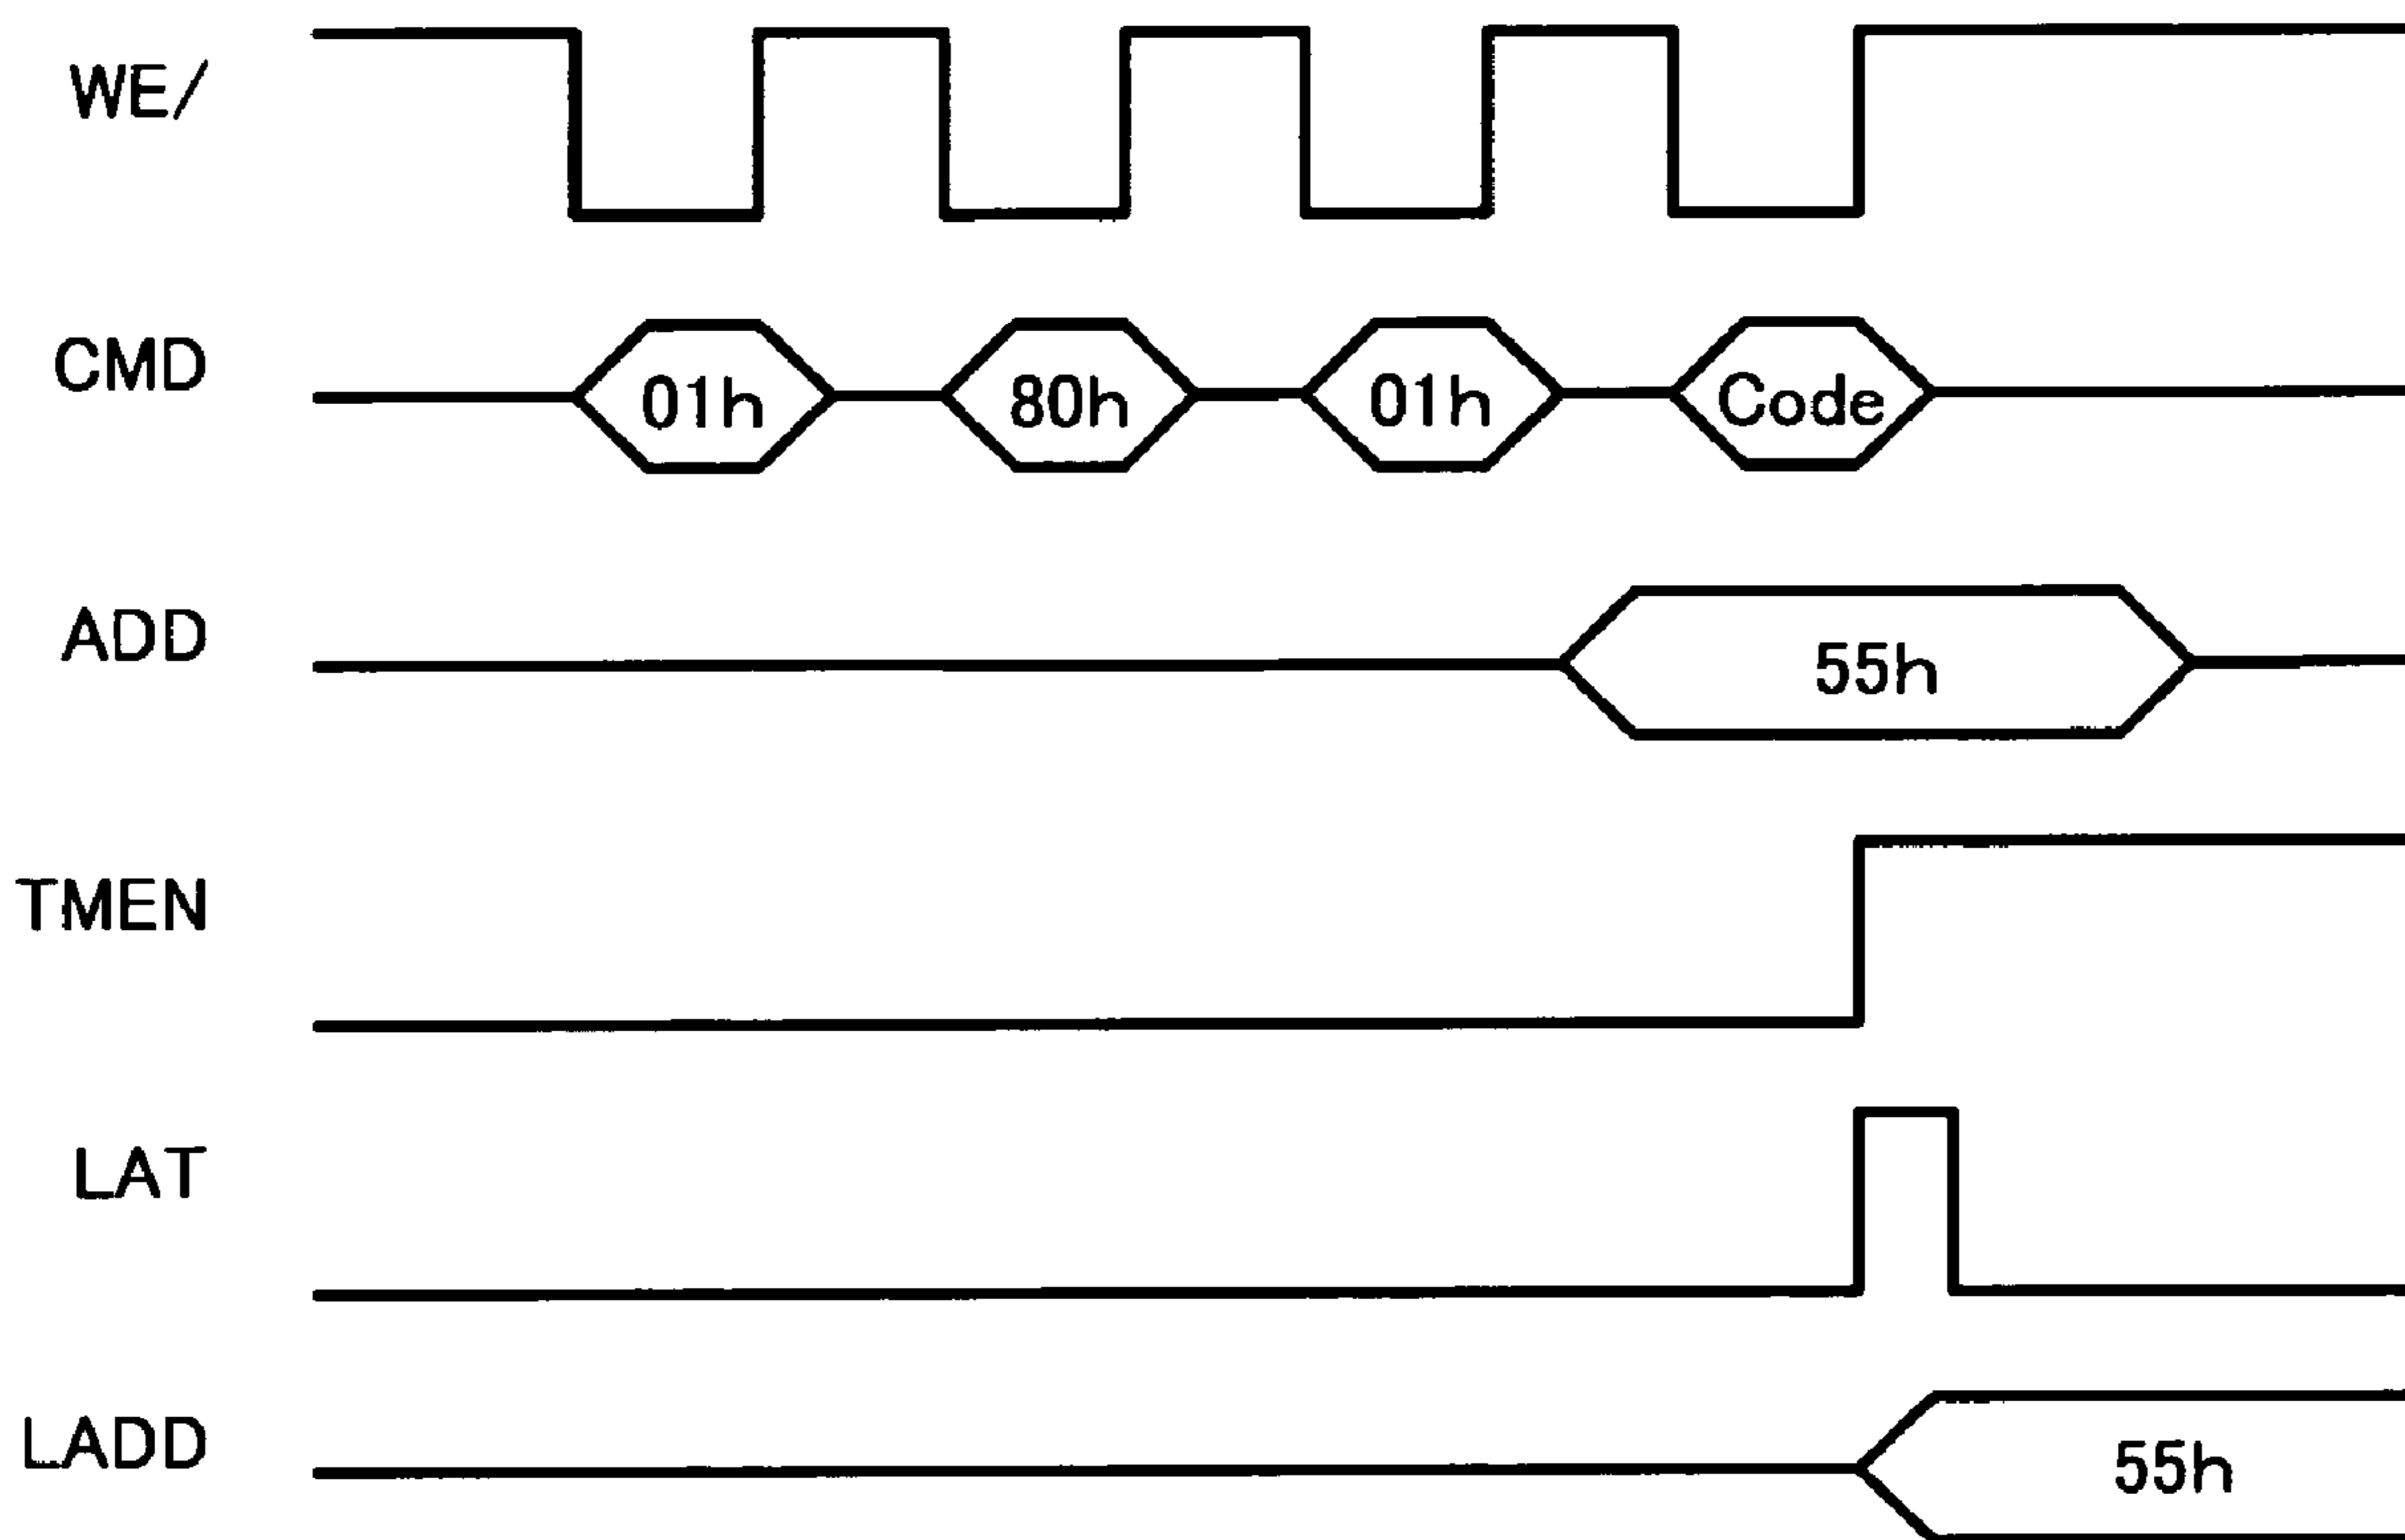 WE/
CMD 01h 80h 01h Code
ADD 55h
TMEN
LAT
LADD 55h